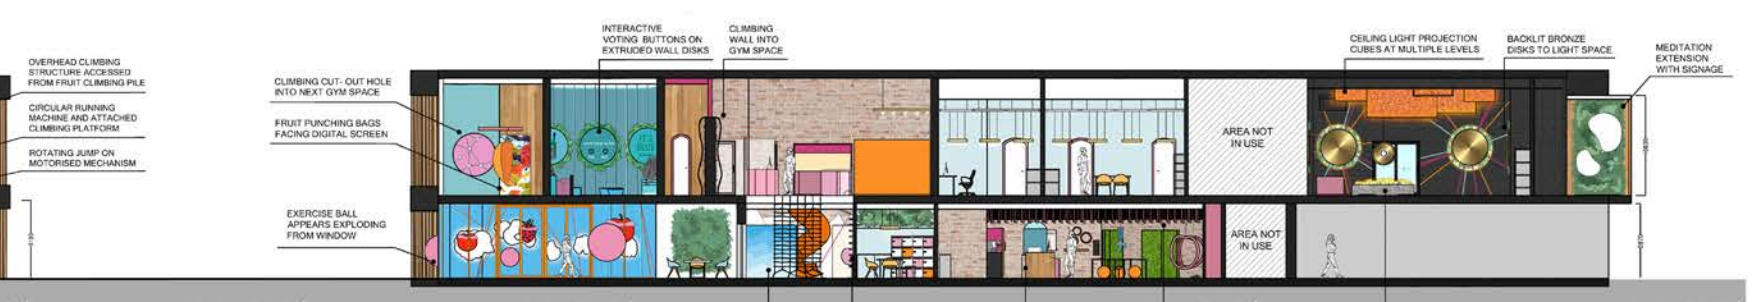 OVERHEAD CLIMBING
STRUCTURE ACCESSED
FROM FRUIT CLIMBING PILE
CIRCULAR RUNNING
MACHINE AND ATTACHED
CLIMBING PLATFORM
ROTATING JUMP ON
MOTORISED MECHANISM
CLIMBING CUT- OUT HOLE
INTO NEXT GYM SPACE
FRUIT PUNCHING BAGS
FACING DIGITAL SCREEN
EXERCISE BALL
APPEARS EXPLODING
FROM WINDOW
INTERACTIVE
VOTING BUTTONS ON
EXTRUDED WALL DISKS
CLIMBING
WALL INTO
GYM SPACE
AREA NOT
IN USE
AREA NOT
IN USE
CEILING LIGHT PROJECTION
CUBES AT MULTIPLE LEVELS
BACKLIT BRONZE
DISKS TO LIGHT SPACE
MEDITATION
EXTENSION
WITH SIGNAGE